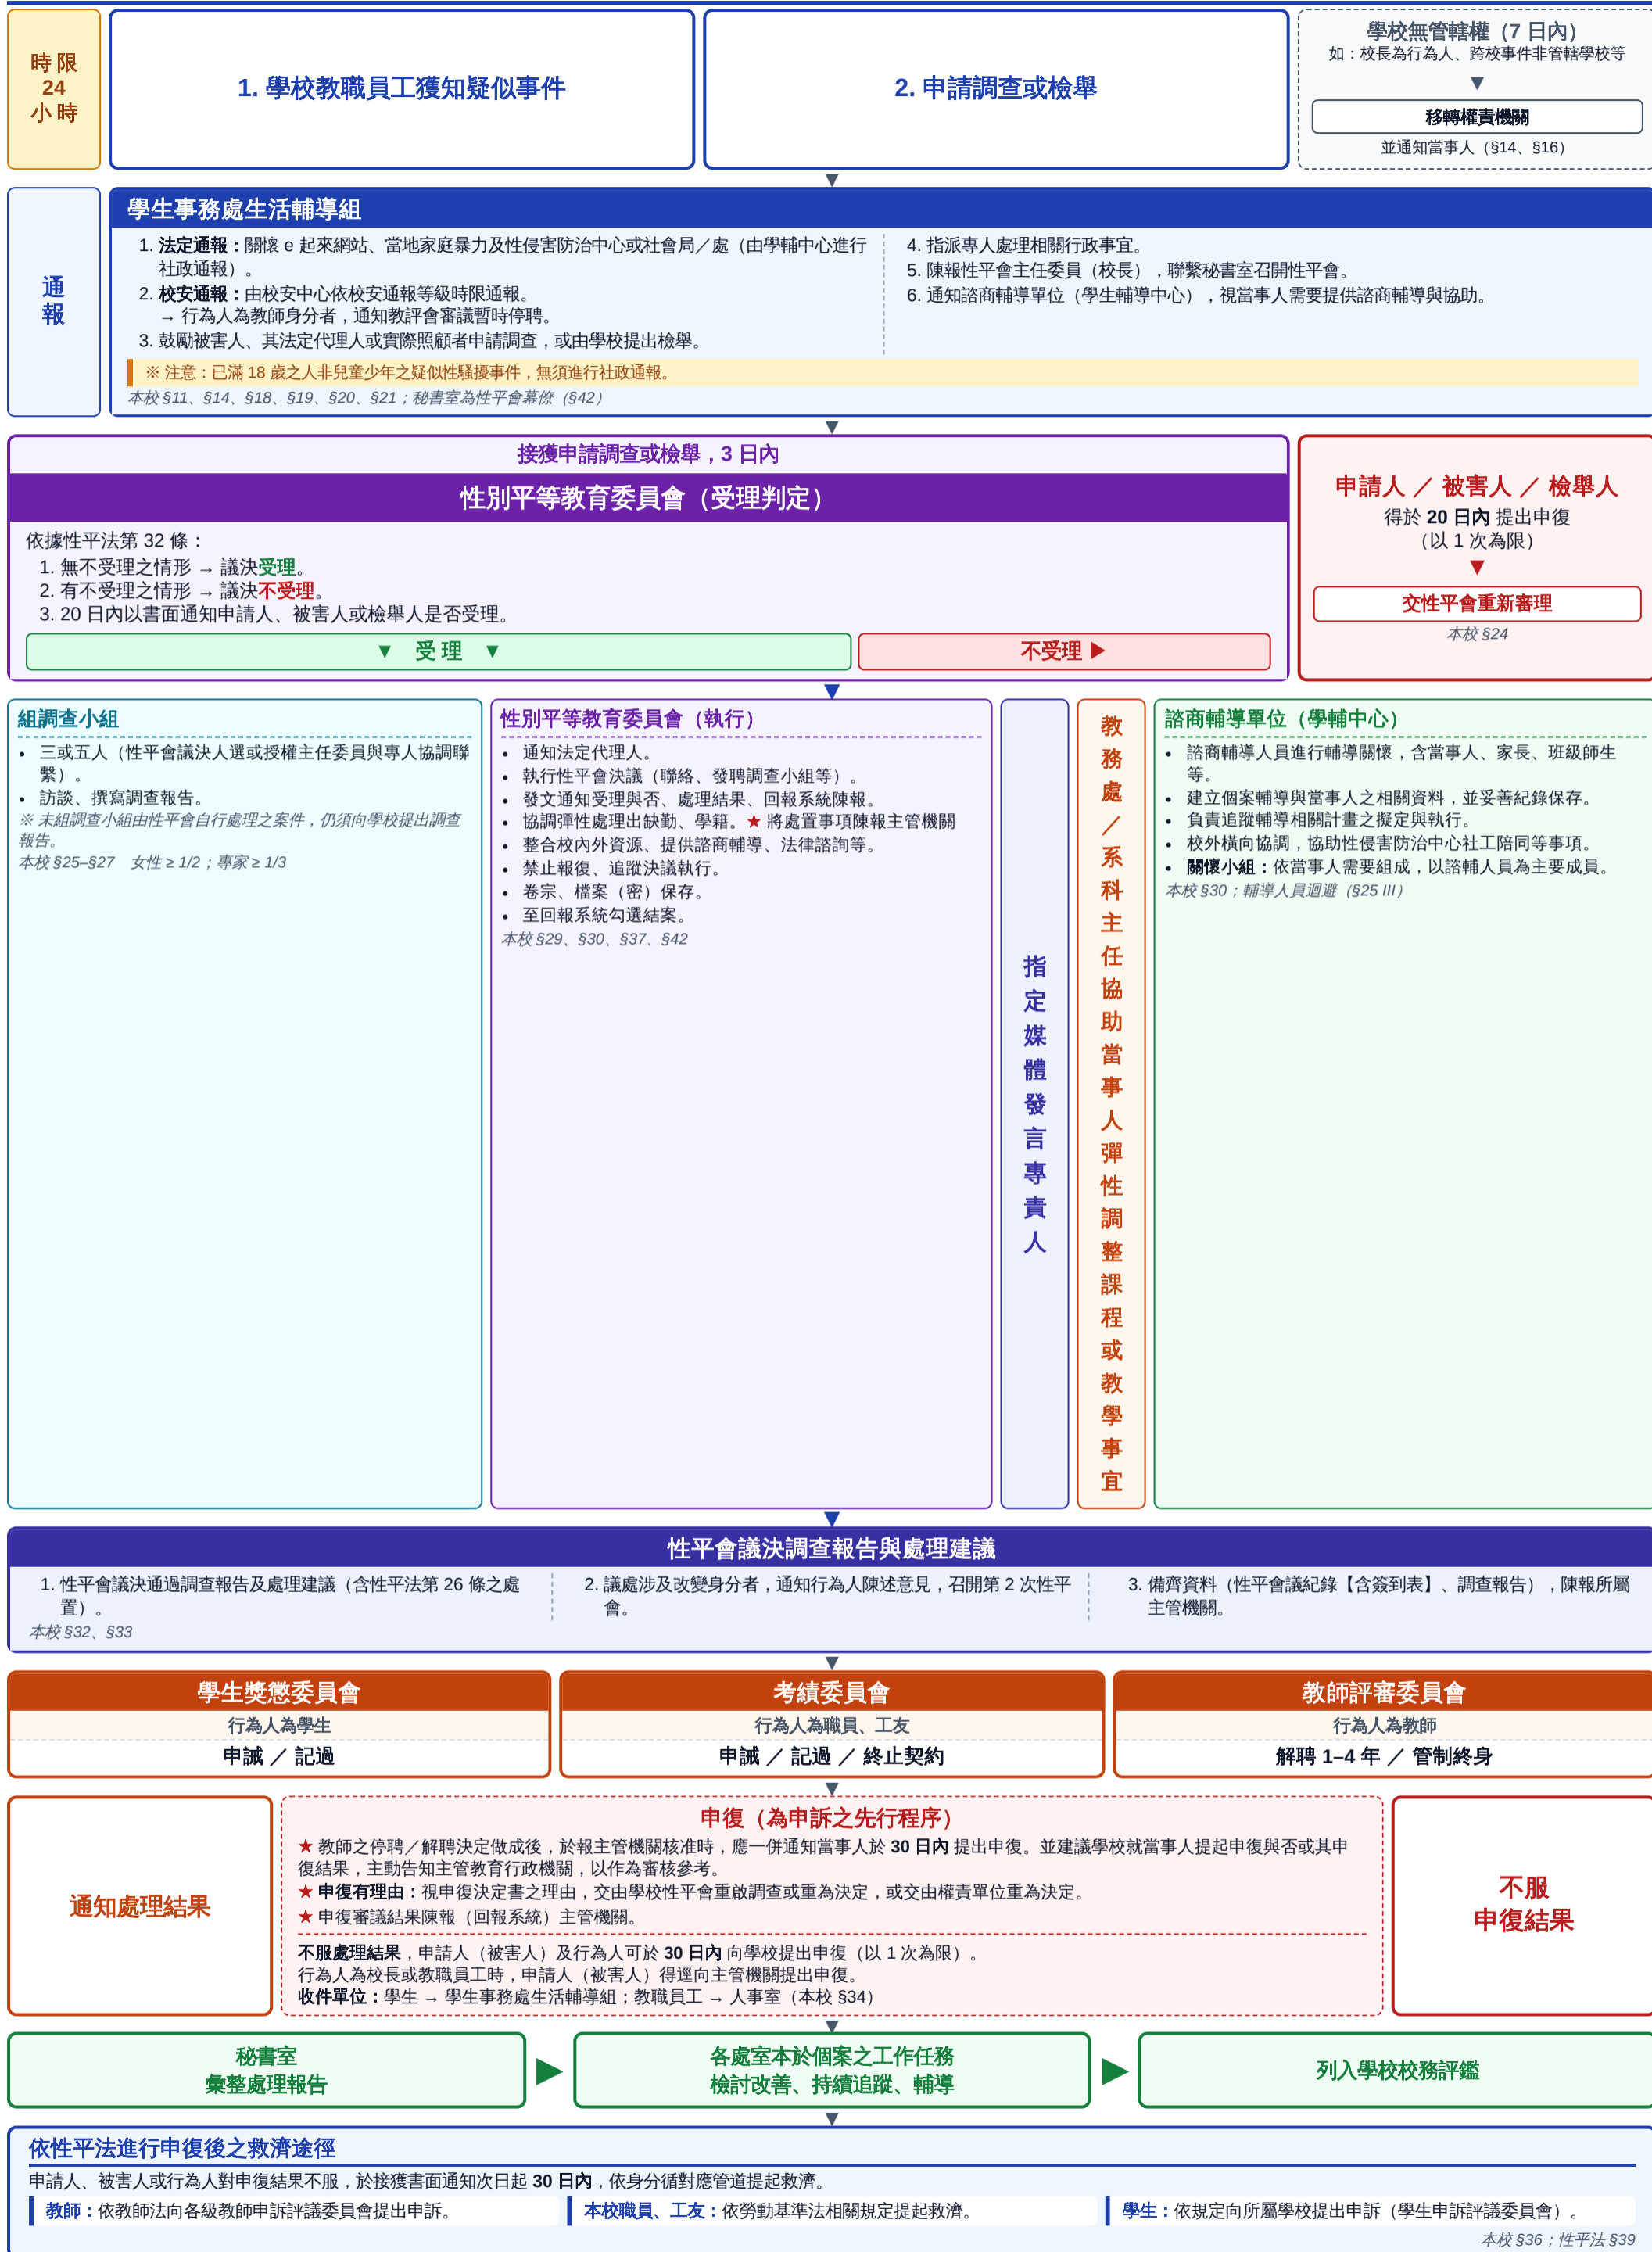 時 限
24
小 時
1. 學校教職員工獲知疑似事件
2. 申請調查或檢舉
學校無管轄權（7 日內）
如：校長為行為人、跨校事件非管轄學校等
▼
移轉權責機關
並通知當事人（§14、§16）
▼
通
報
學生事務處生活輔導組
1. 法定通報：關懷 e 起來網站、當地家庭暴力及性侵害防治中心或社會局／處（由學輔中心進行
社政通報）。
2. 校安通報：由校安中心依校安通報等級時限通報。
→ 行為人為教師身分者，通知教評會審議暫時停聘。
3. 鼓勵被害人、其法定代理人或實際照顧者申請調查，或由學校提出檢舉。
4. 指派專人處理相關行政事宜。
5. 陳報性平會主任委員（校長），聯繫秘書室召開性平會。
6. 通知諮商輔導單位（學生輔導中心），視當事人需要提供諮商輔導與協助。
※ 注意：已滿 18 歲之人非兒童少年之疑似性騷擾事件，無須進行社政通報。
本校 §11、§14、§18、§19、§20、§21；秘書室為性平會幕僚（§42）
▼
接獲申請調查或檢舉，3 日內
性別平等教育委員會（受理判定）
依據性平法第 32 條：
1. 無不受理之情形 → 議決受理。
2. 有不受理之情形 → 議決不受理。
3. 20 日內以書面通知申請人、被害人或檢舉人是否受理。
▼ 受 理 ▼
不受理 ▶
申請人 ／ 被害人 ／ 檢舉人
得於 20 日內 提出申復
（以 1 次為限）
▼
交性平會重新審理
本校 §24
▼
組調查小組
• 三或五人（性平會議決人選或授權主任委員與專人協調聯
繫）。
• 訪談、撰寫調查報告。
※ 未組調查小組由性平會自行處理之案件，仍須向學校提出調查
報告。
本校 §25–§27 女性 ≥ 1/2；專家 ≥ 1/3
性別平等教育委員會（執行）
• 通知法定代理人。
• 執行性平會決議（聯絡、發聘調查小組等）。
• 發文通知受理與否、處理結果、回報系統陳報。
• 協調彈性處理出缺勤、學籍。★ 將處置事項陳報主管機關
• 整合校內外資源、提供諮商輔導、法律諮詢等。
• 禁止報復、追蹤決議執行。
• 卷宗、檔案（密）保存。
• 至回報系統勾選結案。
本校 §29、§30、§37、§42
指定媒體發言專責人
教務處／系科主任協助當事人彈性調整課程或教學事宜
諮商輔導單位（學輔中心）
• 諮商輔導人員進行輔導關懷，含當事人、家長、班級師生
等。
• 建立個案輔導與當事人之相關資料，並妥善紀錄保存。
• 負責追蹤輔導相關計畫之擬定與執行。
• 校外橫向協調，協助性侵害防治中心社工陪同等事項。
• 關懷小組：依當事人需要組成，以諮輔人員為主要成員。
本校 §30；輔導人員迴避（§25 III）
▼
性平會議決調查報告與處理建議
1. 性平會議決通過調查報告及處理建議（含性平法第 26 條之處
置）。
2. 議處涉及改變身分者，通知行為人陳述意見，召開第 2 次性平
會。
3. 備齊資料（性平會議紀錄【含簽到表】、調查報告），陳報所屬
主管機關。
本校 §32、§33
▼
學生獎懲委員會
行為人為學生
申誡 ／ 記過
考績委員會
行為人為職員、工友
申誡 ／ 記過 ／ 終止契約
教師評審委員會
行為人為教師
解聘 1–4 年 ／ 管制終身
▼
通知處理結果
申復（為申訴之先行程序）
★ 教師之停聘／解聘決定做成後，於報主管機關核准時，應一併通知當事人於 30 日內 提出申復。並建議學校就當事人提起申復與否或其申
復結果，主動告知主管教育行政機關，以作為審核參考。
★ 申復有理由：視申復決定書之理由，交由學校性平會重啟調查或重為決定，或交由權責單位重為決定。
★ 申復審議結果陳報（回報系統）主管機關。
不服處理結果，申請人（被害人）及行為人可於 30 日內 向學校提出申復（以 1 次為限）。
行為人為校長或教職員工時，申請人（被害人）得逕向主管機關提出申復。
收件單位：學生 → 學生事務處生活輔導組；教職員工 → 人事室（本校 §34）
不服
申復結果
▼
秘書室
彙整處理報告
▶
各處室本於個案之工作任務
檢討改善、持續追蹤、輔導
▶
列入學校校務評鑑
▼
依性平法進行申復後之救濟途徑
申請人、被害人或行為人對申復結果不服，於接獲書面通知次日起 30 日內，依身分循對應管道提起救濟。
教師：依教師法向各級教師申訴評議委員會提出申訴。
本校職員、工友：依勞動基準法相關規定提起救濟。
學生：依規定向所屬學校提出申訴（學生申訴評議委員會）。
本校 §36；性平法 §39